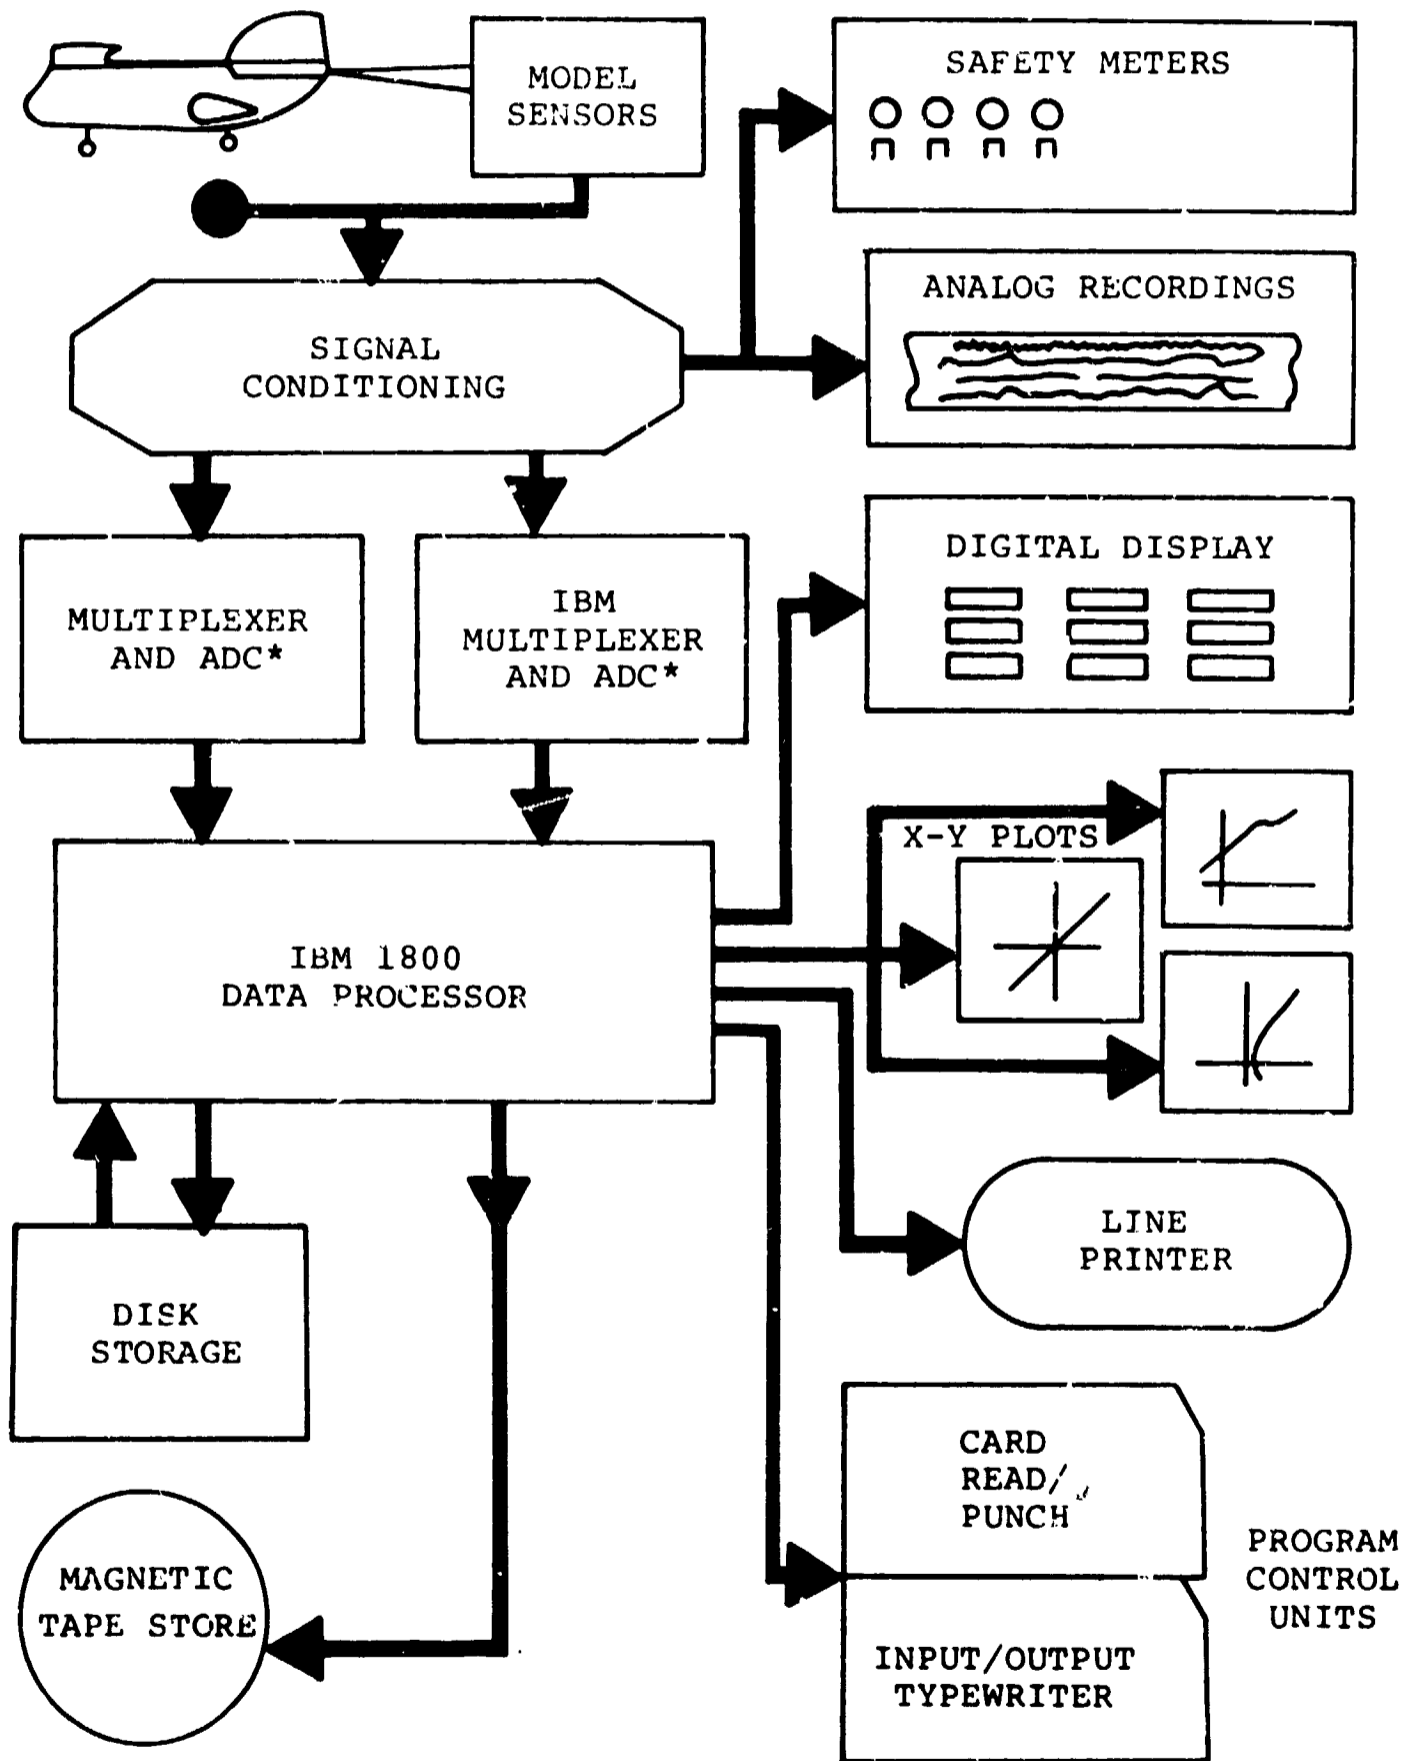 MODEL
SENSORS
SAFETY METERS
ANALOG RECORDINGS
SIGNAL
CONDITIONING
MULTIPLEXER
AND ADC*
IBM
MULTIPLEXER
AND ADC*
DIGITAL DISPLAY
X-Y PLOTS
IBM 1800
DATA PROCESSOR
LINE
PRINTER
DISK
STORAGE
CARD
READ/
PUNCH
PROGRAM
CONTROL
UNITS
MAGNETIC
TAPE STORE
INPUT/OUTPUT
TYPEWRITER